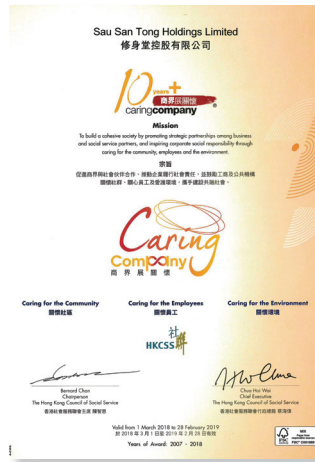 Sau San Tong Holdings Limited
修身堂控股有限公司
10 years+
商界展關懷
caringcompany
Mission
To build a cohesive society by promoting strategic partnerships among business
and social service partners, and inspiring corporate social responsibility through
caring for the community, employees and the environment.
宗旨
促進商界與社會伙伴合作，推動企業履行社會責任，並鼓勵工商及公共機構
關懷社群、關心員工及愛護環境，攜手建設共融社會。
Caring
Company
商界展關懷
Caring for the Community
關懷社區
Caring for the Employees
關懷員工
Caring for the Environment
關懷環境
HKCSS 社聯
Bernard Chan
Chairperson
The Hong Kong Council of Social Service
香港社會服務聯會主席 陳智思
Chua Hoi Wai
Chief Executive
The Hong Kong Council of Social Service
香港社會服務聯會行政總裁 蔡海偉
Valid from 1 March 2018 to 28 February 2019
於 2018 年 3 月 1 日至 2019 年 2 月 28 日有效
Years of Award: 2007 - 2018
FSC
MIX